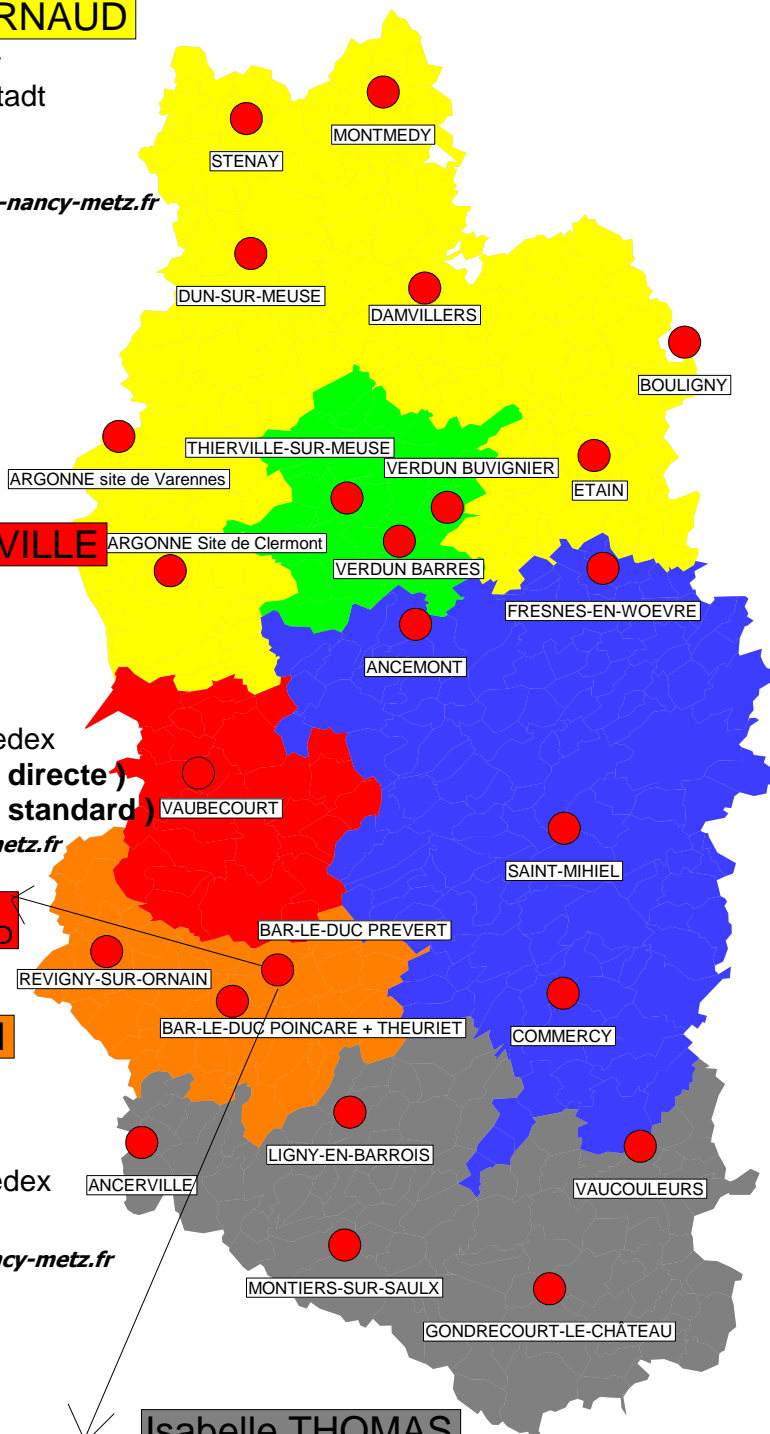 RNAUD
tadt
MONTMEDY
STENAY
-nancy-metz.fr
DUN-SUR-MEUSE
DAMVILLERS
BOULIGNY
THIERVILLE-SUR-MEUSE
VERDUN BUVIGNIER
ARGONNE site de Varennes
ETAIN
VILLE
ARGONNE Site de Clermont
VERDUN BARRES
FRESNES-EN-WOEVRE
ANCEMONT
edex
directe )
VAUBECOURT
standard )
netz.fr
SAINT-MIHIEL
BAR-LE-DUC PREVERT
REVIGNY-SUR-ORNAIN
BAR-LE-DUC POINCARE + THEURIET
COMMERCY
LIGNY-EN-BARROIS
edex
ANCERVILLE
VAUCOULEURS
ncy-metz.fr
MONTIERS-SUR-SAULX
GONDRECOURT-LE-CHÂTEAU
Isabelle THOMAS